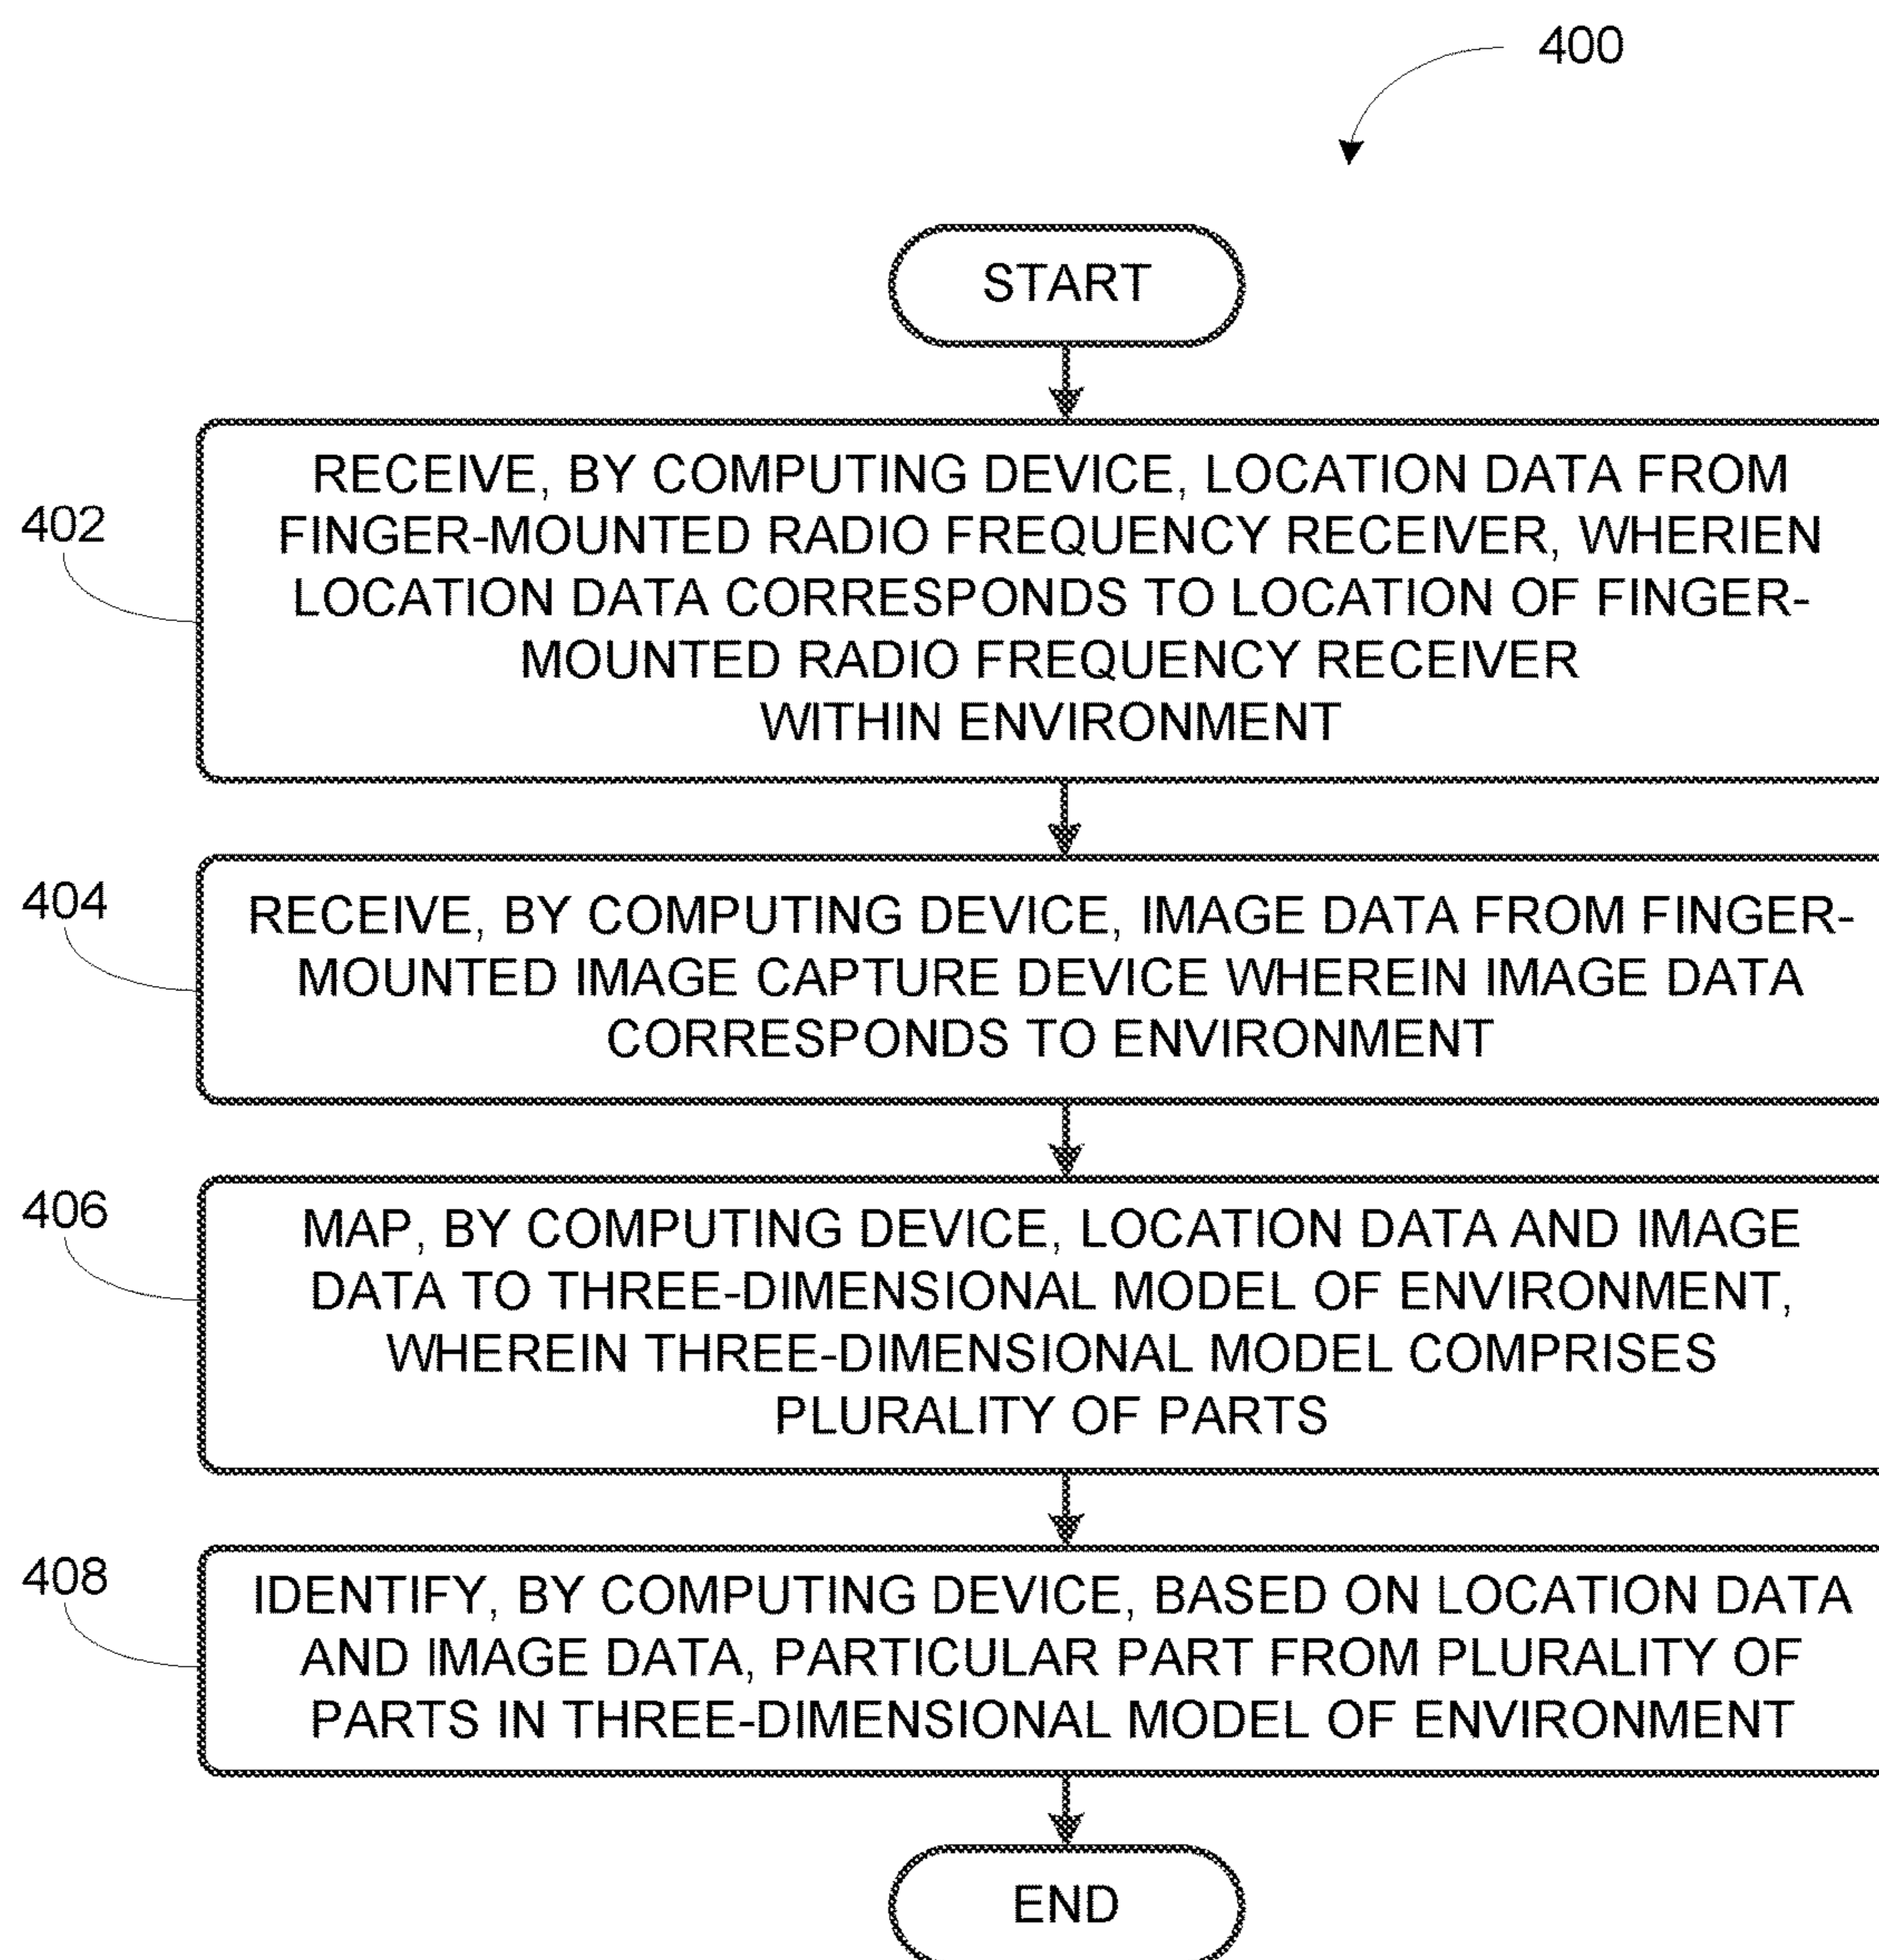 400
START
402
RECEIVE, BY COMPUTING DEVICE, LOCATION DATA FROM
FINGER-MOUNTED RADIO FREQUENCY RECEIVER, WHERIEN
LOCATION DATA CORRESPONDS TO LOCATION OF FINGER-
MOUNTED RADIO FREQUENCY RECEIVER
WITHIN ENVIRONMENT
404
RECEIVE, BY COMPUTING DEVICE, IMAGE DATA FROM FINGER-
MOUNTED IMAGE CAPTURE DEVICE WHEREIN IMAGE DATA
CORRESPONDS TO ENVIRONMENT
406
MAP, BY COMPUTING DEVICE, LOCATION DATA AND IMAGE
DATA TO THREE-DIMENSIONAL MODEL OF ENVIRONMENT,
WHEREIN THREE-DIMENSIONAL MODEL COMPRISES
PLURALITY OF PARTS
408
IDENTIFY, BY COMPUTING DEVICE, BASED ON LOCATION DATA
AND IMAGE DATA, PARTICULAR PART FROM PLURALITY OF
PARTS IN THREE-DIMENSIONAL MODEL OF ENVIRONMENT
END